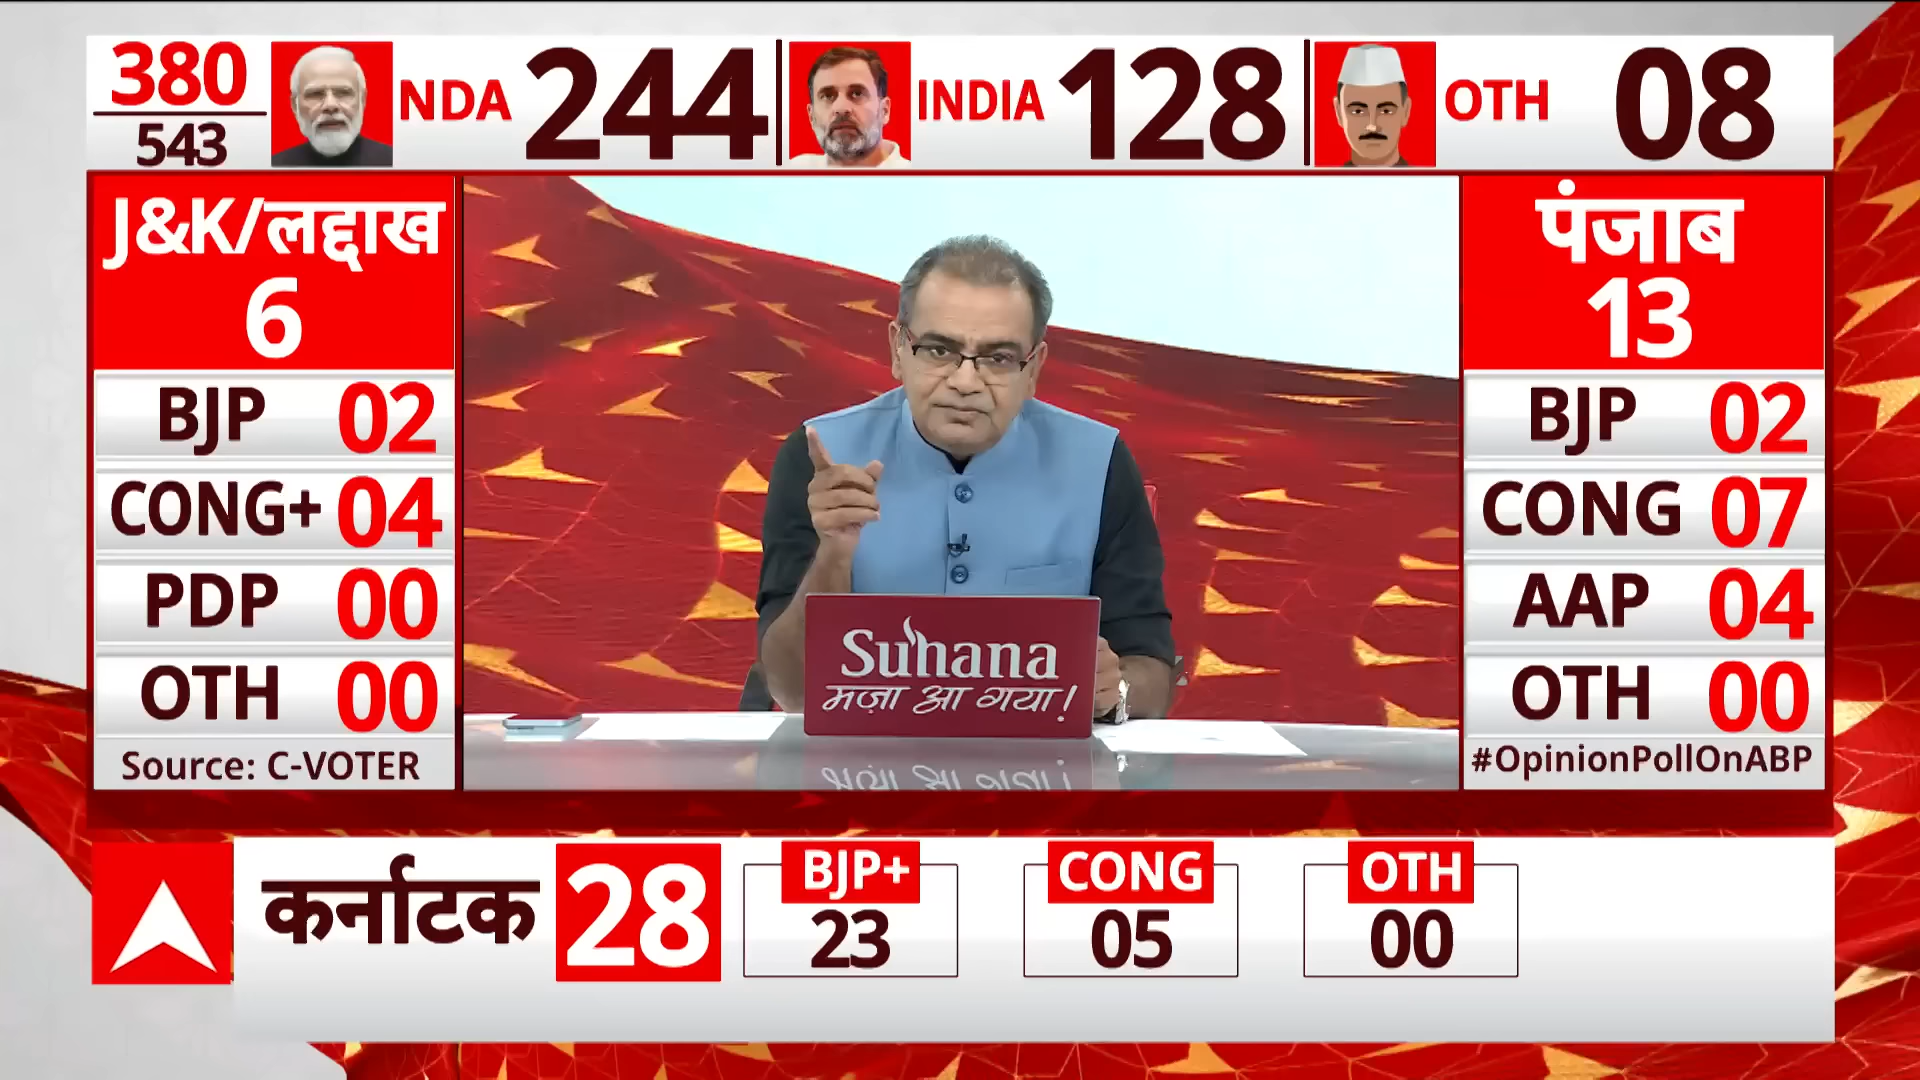 380
543
NDA 244
INDIA 128
OTH 08
J&K/लद्दाख
6
BJP 02
CONG+ 04
PDP 00
OTH 00
Source: C-VOTER
Suhana
मज़ा आ गया!
पंजाब
13
BJP 02
CONG 07
AAP 04
OTH 00
#OpinionPollOnABP
कर्नाटक 28
BJP+
23
CONG
05
OTH
00